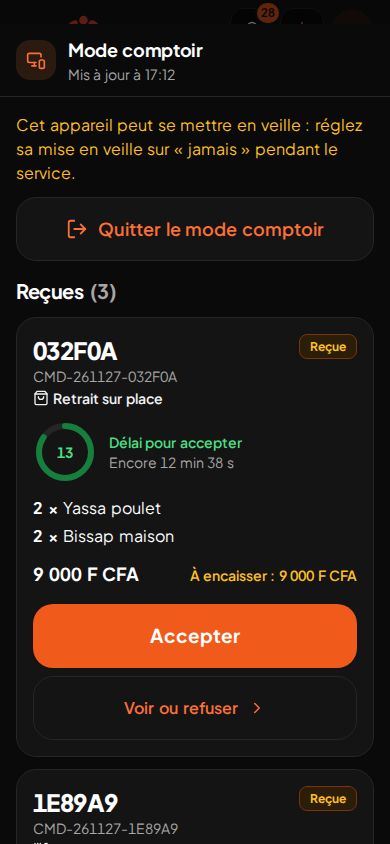 28
Mode comptoir
Mis à jour à 17:12
Cet appareil peut se mettre en veille : réglez
sa mise en veille sur « jamais » pendant le
service.
Quitter le mode comptoir
Reçues (3)
032F0A
Reçue
CMD-261127-032F0A
Retrait sur place
13
Délai pour accepter
Encore 12 min 38 s
2 × Yassa poulet
2 × Bissap maison
9 000 F CFA
À encaisser : 9 000 F CFA
Accepter
Voir ou refuser
1E89A9
Reçue
CMD-261127-1E89A9